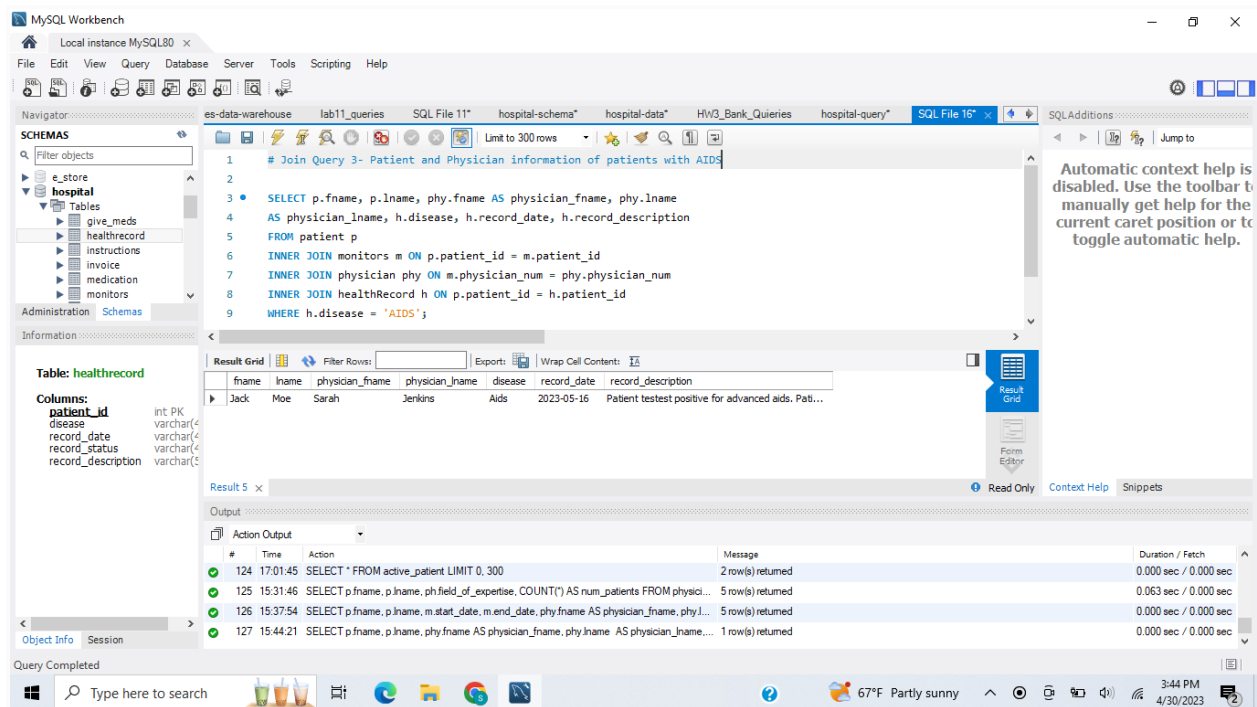 MySQL Workbench
Local instance MySQL80
File Edit View Query Database Server Tools Scripting Help
Navigator
SCHEMAS
Filter objects
e_store
hospital
Tables
give_meds
healthrecord
instructions
invoice
medication
monitors
Administration Schemas
Information
Table: healthrecord
Columns:
patient_id int PK
disease varchar(4
record_date varchar(4
record_status varchar(4
record_description varchar(5
Object Info Session
es-data-warehouse lab11_queries SQL File 11* hospital-schema* hospital-data* HW3_Bank_Quieries hospital-query* SQL File 16*
Limit to 300 rows
1 # Join Query 3- Patient and Physician information of patients with AIDS
2
3 SELECT p.fname, p.lname, phy.fname AS physician_fname, phy.lname
4 AS physician_lname, h.disease, h.record_date, h.record_description
5 FROM patient p
6 INNER JOIN monitors m ON p.patient_id = m.patient_id
7 INNER JOIN physician phy ON m.physician_num = phy.physician_num
8 INNER JOIN healthRecord h ON p.patient_id = h.patient_id
9 WHERE h.disease = 'AIDS';
Result Grid Filter Rows: Export: Wrap Cell Content:
fname lname physician_fname physician_lname disease record_date record_description
Jack Moe Sarah Jenkins Aids 2023-05-16 Patient testest positive for advanced aids. Pati...
Result Grid
Form Editor
Result 5
Read Only
SQLAdditions
Jump to
Automatic context help is
disabled. Use the toolbar to
manually get help for the
current caret position or to
toggle automatic help.
Context Help Snippets
Output
Action Output
# Time Action Message Duration / Fetch
124 17:01:45 SELECT * FROM active_patient LIMIT 0, 300 2 row(s) returned 0.000 sec / 0.000 sec
125 15:31:46 SELECT p.fname, p.lname, ph.field_of_expertise, COUNT(*) AS num_patients FROM physici... 5 row(s) returned 0.063 sec / 0.000 sec
126 15:37:54 SELECT p.fname, p.lname, m.start_date, m.end_date, phy.fname AS physician_fname, phy.l... 5 row(s) returned 0.000 sec / 0.000 sec
127 15:44:21 SELECT p.fname, p.lname, phy.fname AS physician_fname, phy.lname AS physician_lname,... 1 row(s) returned 0.000 sec / 0.000 sec
Query Completed
Type here to search
67°F Partly sunny
3:44 PM
4/30/2023
2